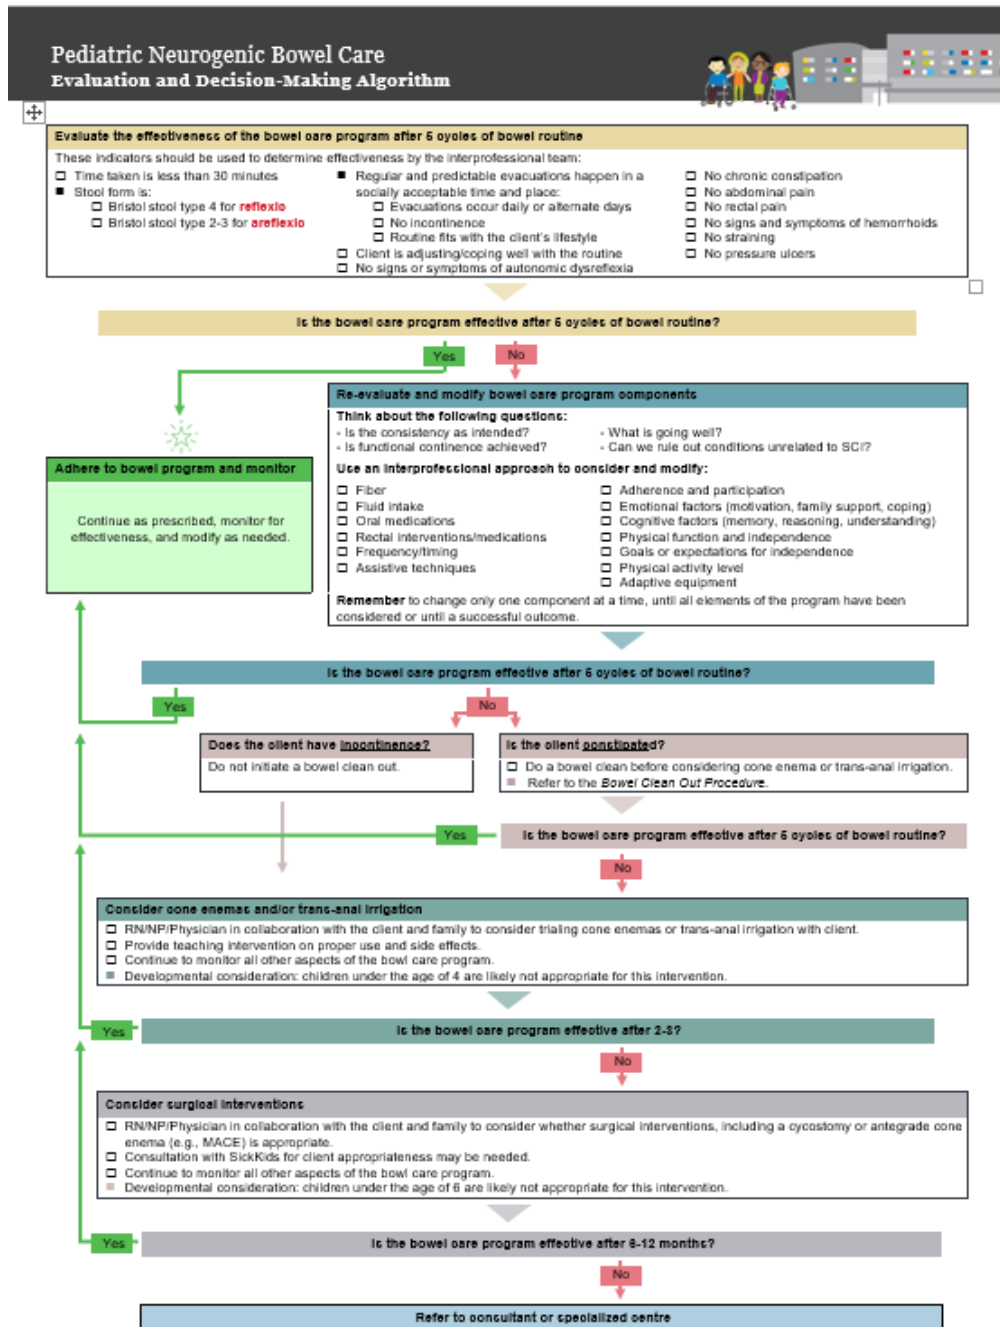 Pediatric Neurogenic Bowel Care
Evaluation and Decision-Making Algorithm
Evaluate the effectiveness of the bowel care program after 5 cycles of bowel routine
These indicators should be used to determine effectiveness by the interprofessional team:
Time taken is less than 30 minutes
Stool form is:
Bristol stool type 4 for reflexic
Bristol stool type 2-3 for areflexic
Regular and predictable evacuations happen in a
socially acceptable time and place:
Evacuations occur daily or alternate days
No incontinence
Routine fits with the client's lifestyle
Client is adjusting/coping well with the routine
No signs or symptoms of autonomic dysreflexia
No chronic constipation
No abdominal pain
No rectal pain
No signs and symptoms of hemorrhoids
No straining
No pressure ulcers
Is the bowel care program effective after 5 cycles of bowel routine?
Yes
No
Re-evaluate and modify bowel care program components
Think about the following questions:
- Is the consistency as intended?
- Is functional continence achieved?
- What is going well?
- Can we rule out conditions unrelated to SCI?
Use an interprofessional approach to consider and modify:
Fiber
Fluid intake
Oral medications
Rectal interventions/medications
Frequency/timing
Assistive techniques
Adherence and participation
Emotional factors (motivation, family support, coping)
Cognitive factors (memory, reasoning, understanding)
Physical function and independence
Goals or expectations for independence
Physical activity level
Adaptive equipment
Remember to change only one component at a time, until all elements of the program have been
considered or until a successful outcome.
Adhere to bowel program and monitor
Continue as prescribed, monitor for
effectiveness, and modify as needed.
Is the bowel care program effective after 5 cycles of bowel routine?
Yes
No
Does the client have incontinence?
Do not initiate a bowel clean out.
Is the client constipated?
Do a bowel clean before considering cone enema or trans-anal irrigation.
Refer to the Bowel Clean Out Procedure.
Yes
Is the bowel care program effective after 5 cycles of bowel routine?
No
Consider cone enemas and/or trans-anal irrigation
RN/NP/Physician in collaboration with the client and family to consider trialing cone enemas or trans-anal irrigation with client.
Provide teaching intervention on proper use and side effects.
Continue to monitor all other aspects of the bowl care program.
Developmental consideration: children under the age of 4 are likely not appropriate for this intervention.
Yes
Is the bowel care program effective after 2-3?
No
Consider surgical interventions
RN/NP/Physician in collaboration with the client and family to consider whether surgical interventions, including a cycostomy or antegrade cone
enema (e.g., MACE) is appropriate.
Consultation with SickKids for client appropriateness may be needed.
Continue to monitor all other aspects of the bowl care program.
Developmental consideration: children under the age of 6 are likely not appropriate for this intervention.
Yes
Is the bowel care program effective after 6-12 months?
No
Refer to consultant or specialized centre